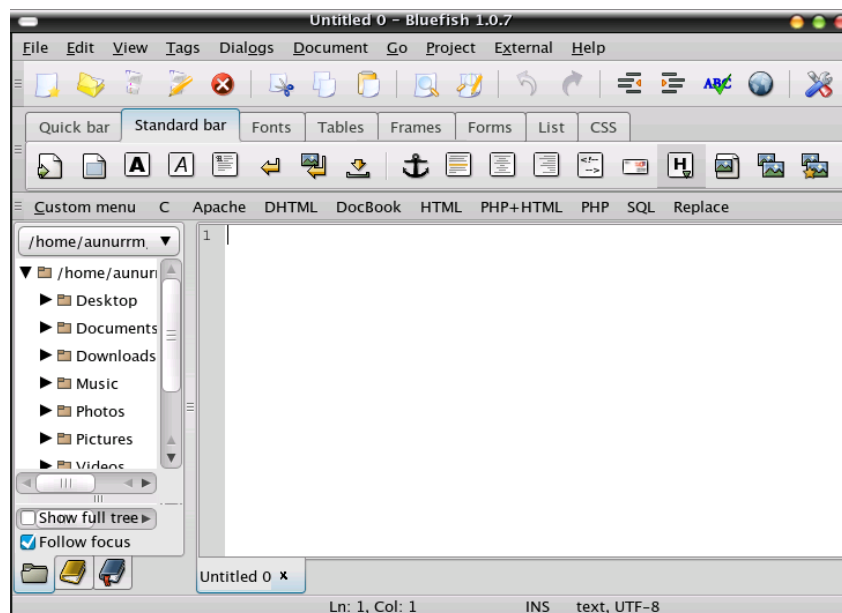 Untitled 0 – Bluefish 1.0.7
File Edit View Tags Dialogs Document Go Project External Help
ABC
Quick bar Standard bar Fonts Tables Frames Forms List CSS
A A H
Custom menu C Apache DHTML DocBook HTML PHP+HTML PHP SQL Replace
/home/aunurrm
1
/home/aunurr
Desktop
Documents
Downloads
Music
Photos
Pictures
Videos
Show full tree
Follow focus
Untitled 0 x
Ln: 1, Col: 1 INS text, UTF-8